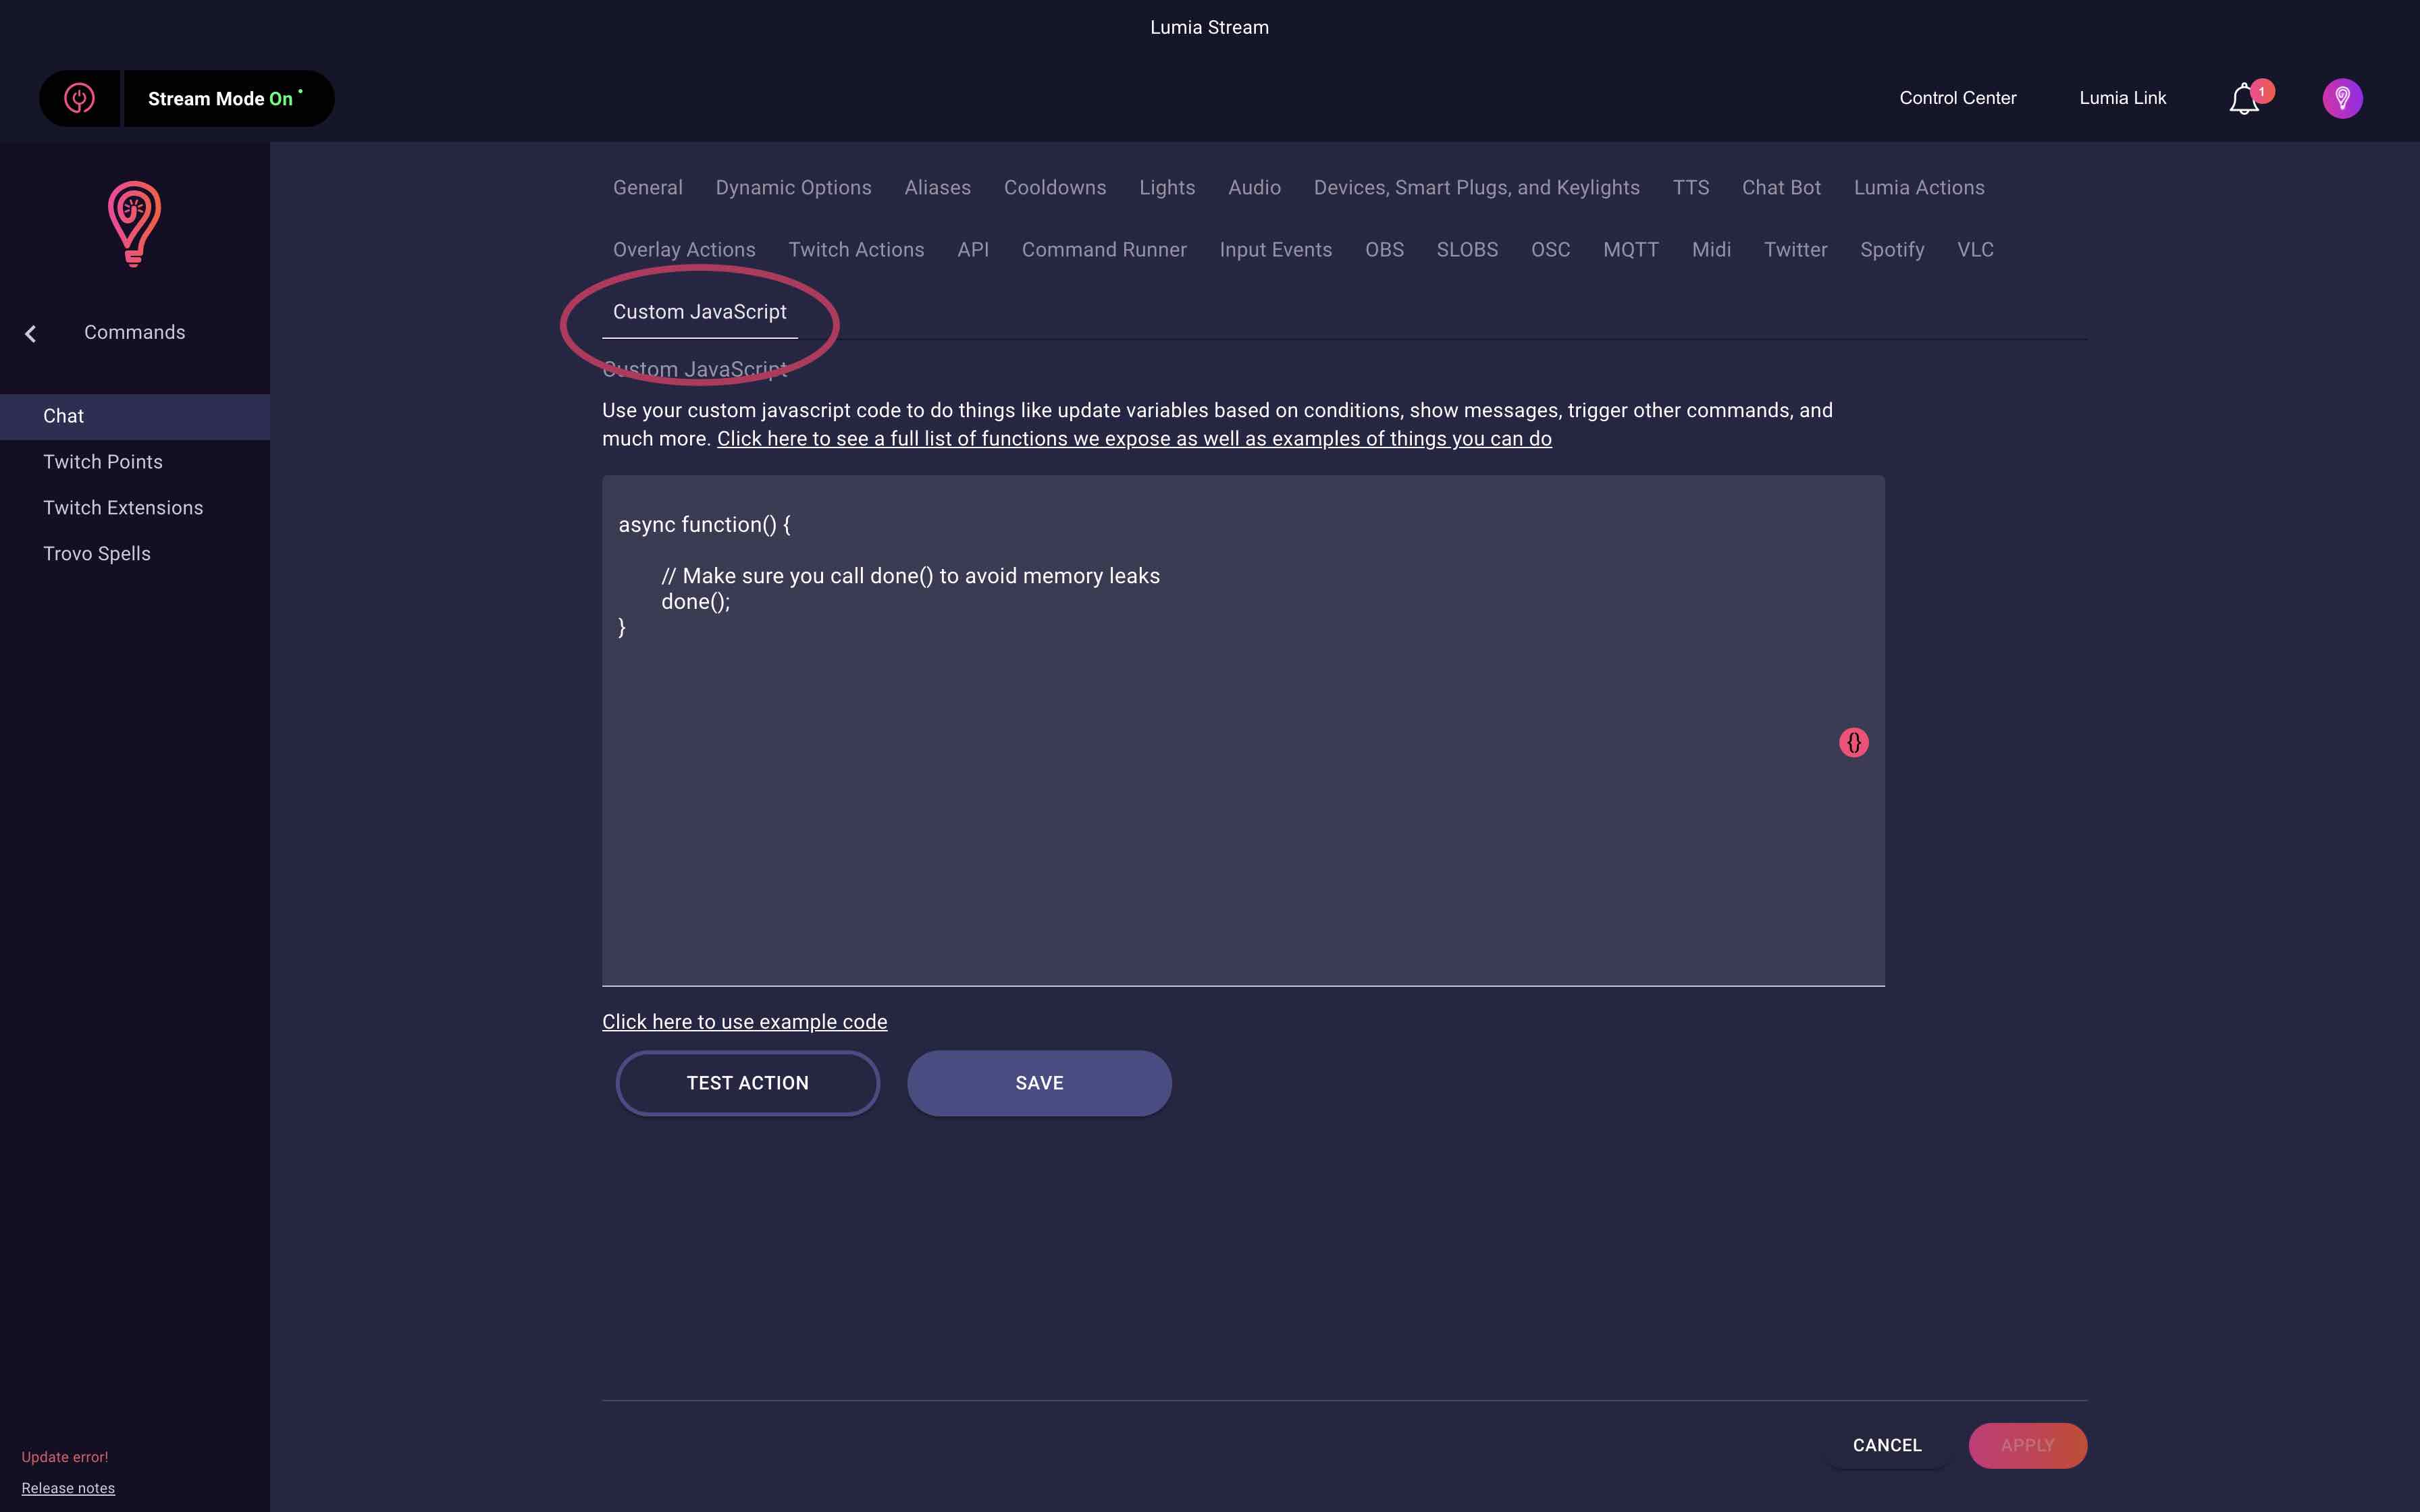 Lumia Stream
Stream Mode On
Control Center
Lumia Link
1
Commands
Chat
Twitch Points
Twitch Extensions
Trovo Spells
Update error!
Release notes
General Dynamic Options Aliases Cooldowns Lights Audio Devices, Smart Plugs, and Keylights TTS Chat Bot Lumia Actions
Overlay Actions Twitch Actions API Command Runner Input Events OBS SLOBS OSC MQTT Midi Twitter Spotify VLC
Custom JavaScript
Custom JavaScript
Use your custom javascript code to do things like update variables based on conditions, show messages, trigger other commands, and
much more. Click here to see a full list of functions we expose as well as examples of things you can do
async function() {
// Make sure you call done() to avoid memory leaks
done();
}
{}
Click here to use example code
TEST ACTION
SAVE
CANCEL
APPLY